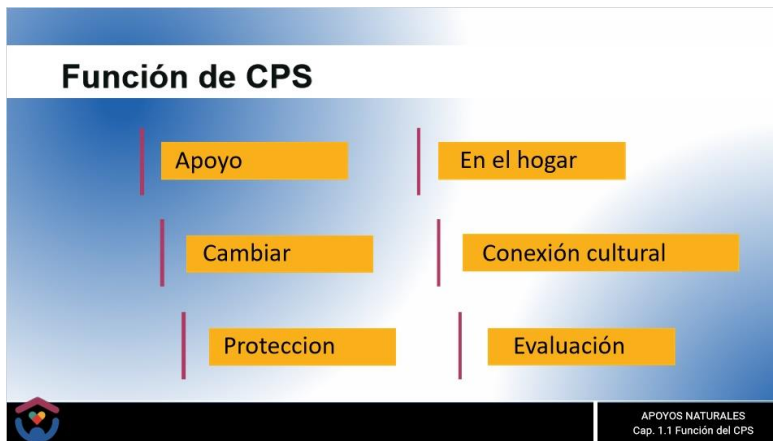 Función de CPS
Apoyo
En el hogar
Cambiar
Conexión cultural
Proteccion
Evaluación
APOYOS NATURALES
Cap. 1.1 Función del CPS